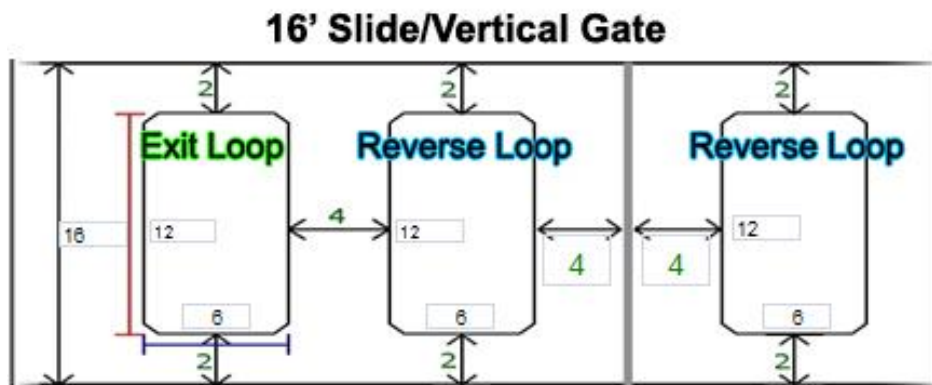 16’ Slide/Vertical Gate
2 2 2
Exit Loop Reverse Loop Reverse Loop
4
16 12 12 12
4 4
6 6 6
2 2 2